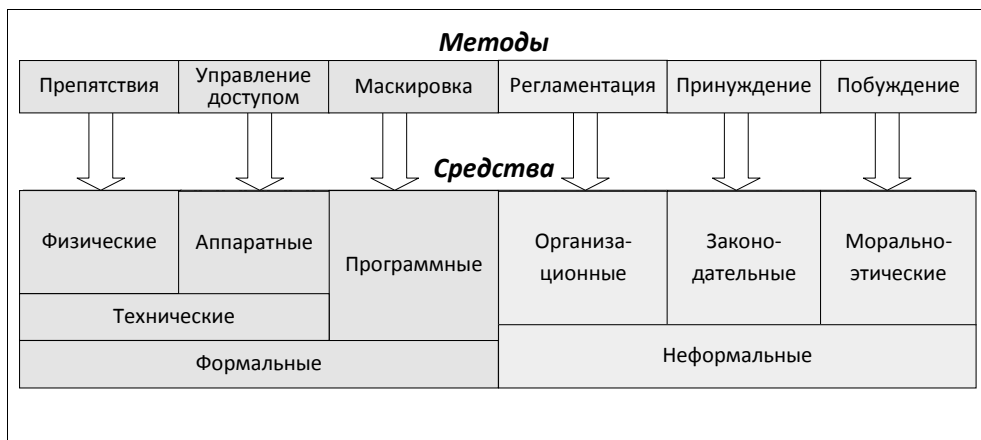 Методы
Препятствия
Управление
доступом
Маскировка
Регламентация
Принуждение
Побуждение
Средства
Физические
Аппаратные
Программные
Организа-
ционные
Законо-
дательные
Морально-
этические
Технические
Формальные
Неформальные